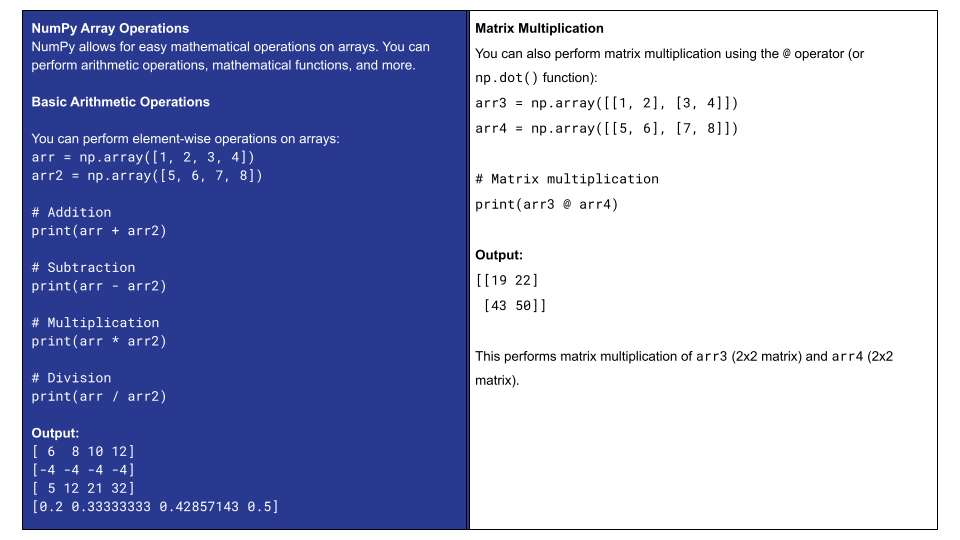 NumPy Array Operations
NumPy allows for easy mathematical operations on arrays. You can
perform arithmetic operations, mathematical functions, and more.
Basic Arithmetic Operations
You can perform element-wise operations on arrays:
arr = np.array([1, 2, 3, 4])
arr2 = np.array([5, 6, 7, 8])
# Addition
print(arr + arr2)
# Subtraction
print(arr - arr2)
# Multiplication
print(arr * arr2)
# Division
print(arr / arr2)
Output:
[ 6  8 10 12]
[-4 -4 -4 -4]
[ 5 12 21 32]
[0.2 0.33333333 0.42857143 0.5]
Matrix Multiplication
You can also perform matrix multiplication using the @ operator (or
np.dot() function):
arr3 = np.array([[1, 2], [3, 4]])
arr4 = np.array([[5, 6], [7, 8]])
# Matrix multiplication
print(arr3 @ arr4)
Output:
[[19 22]
 [43 50]]
This performs matrix multiplication of arr3 (2x2 matrix) and arr4 (2x2
matrix).